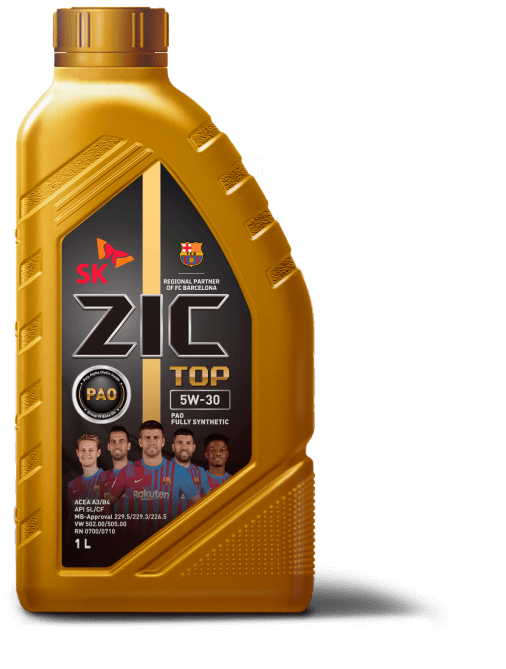 SK
REGIONAL PARTNER
OF FC BARCELONA
ZIC
TOP
PAO
5W-30
PAO
FULLY SYNTHETIC
Rakuten
ACEA A3/B4
API SL/CF
MB-Approval 229.5/229.3/226.5
VW 502.00/505.00
RN 0700/0710
1 L